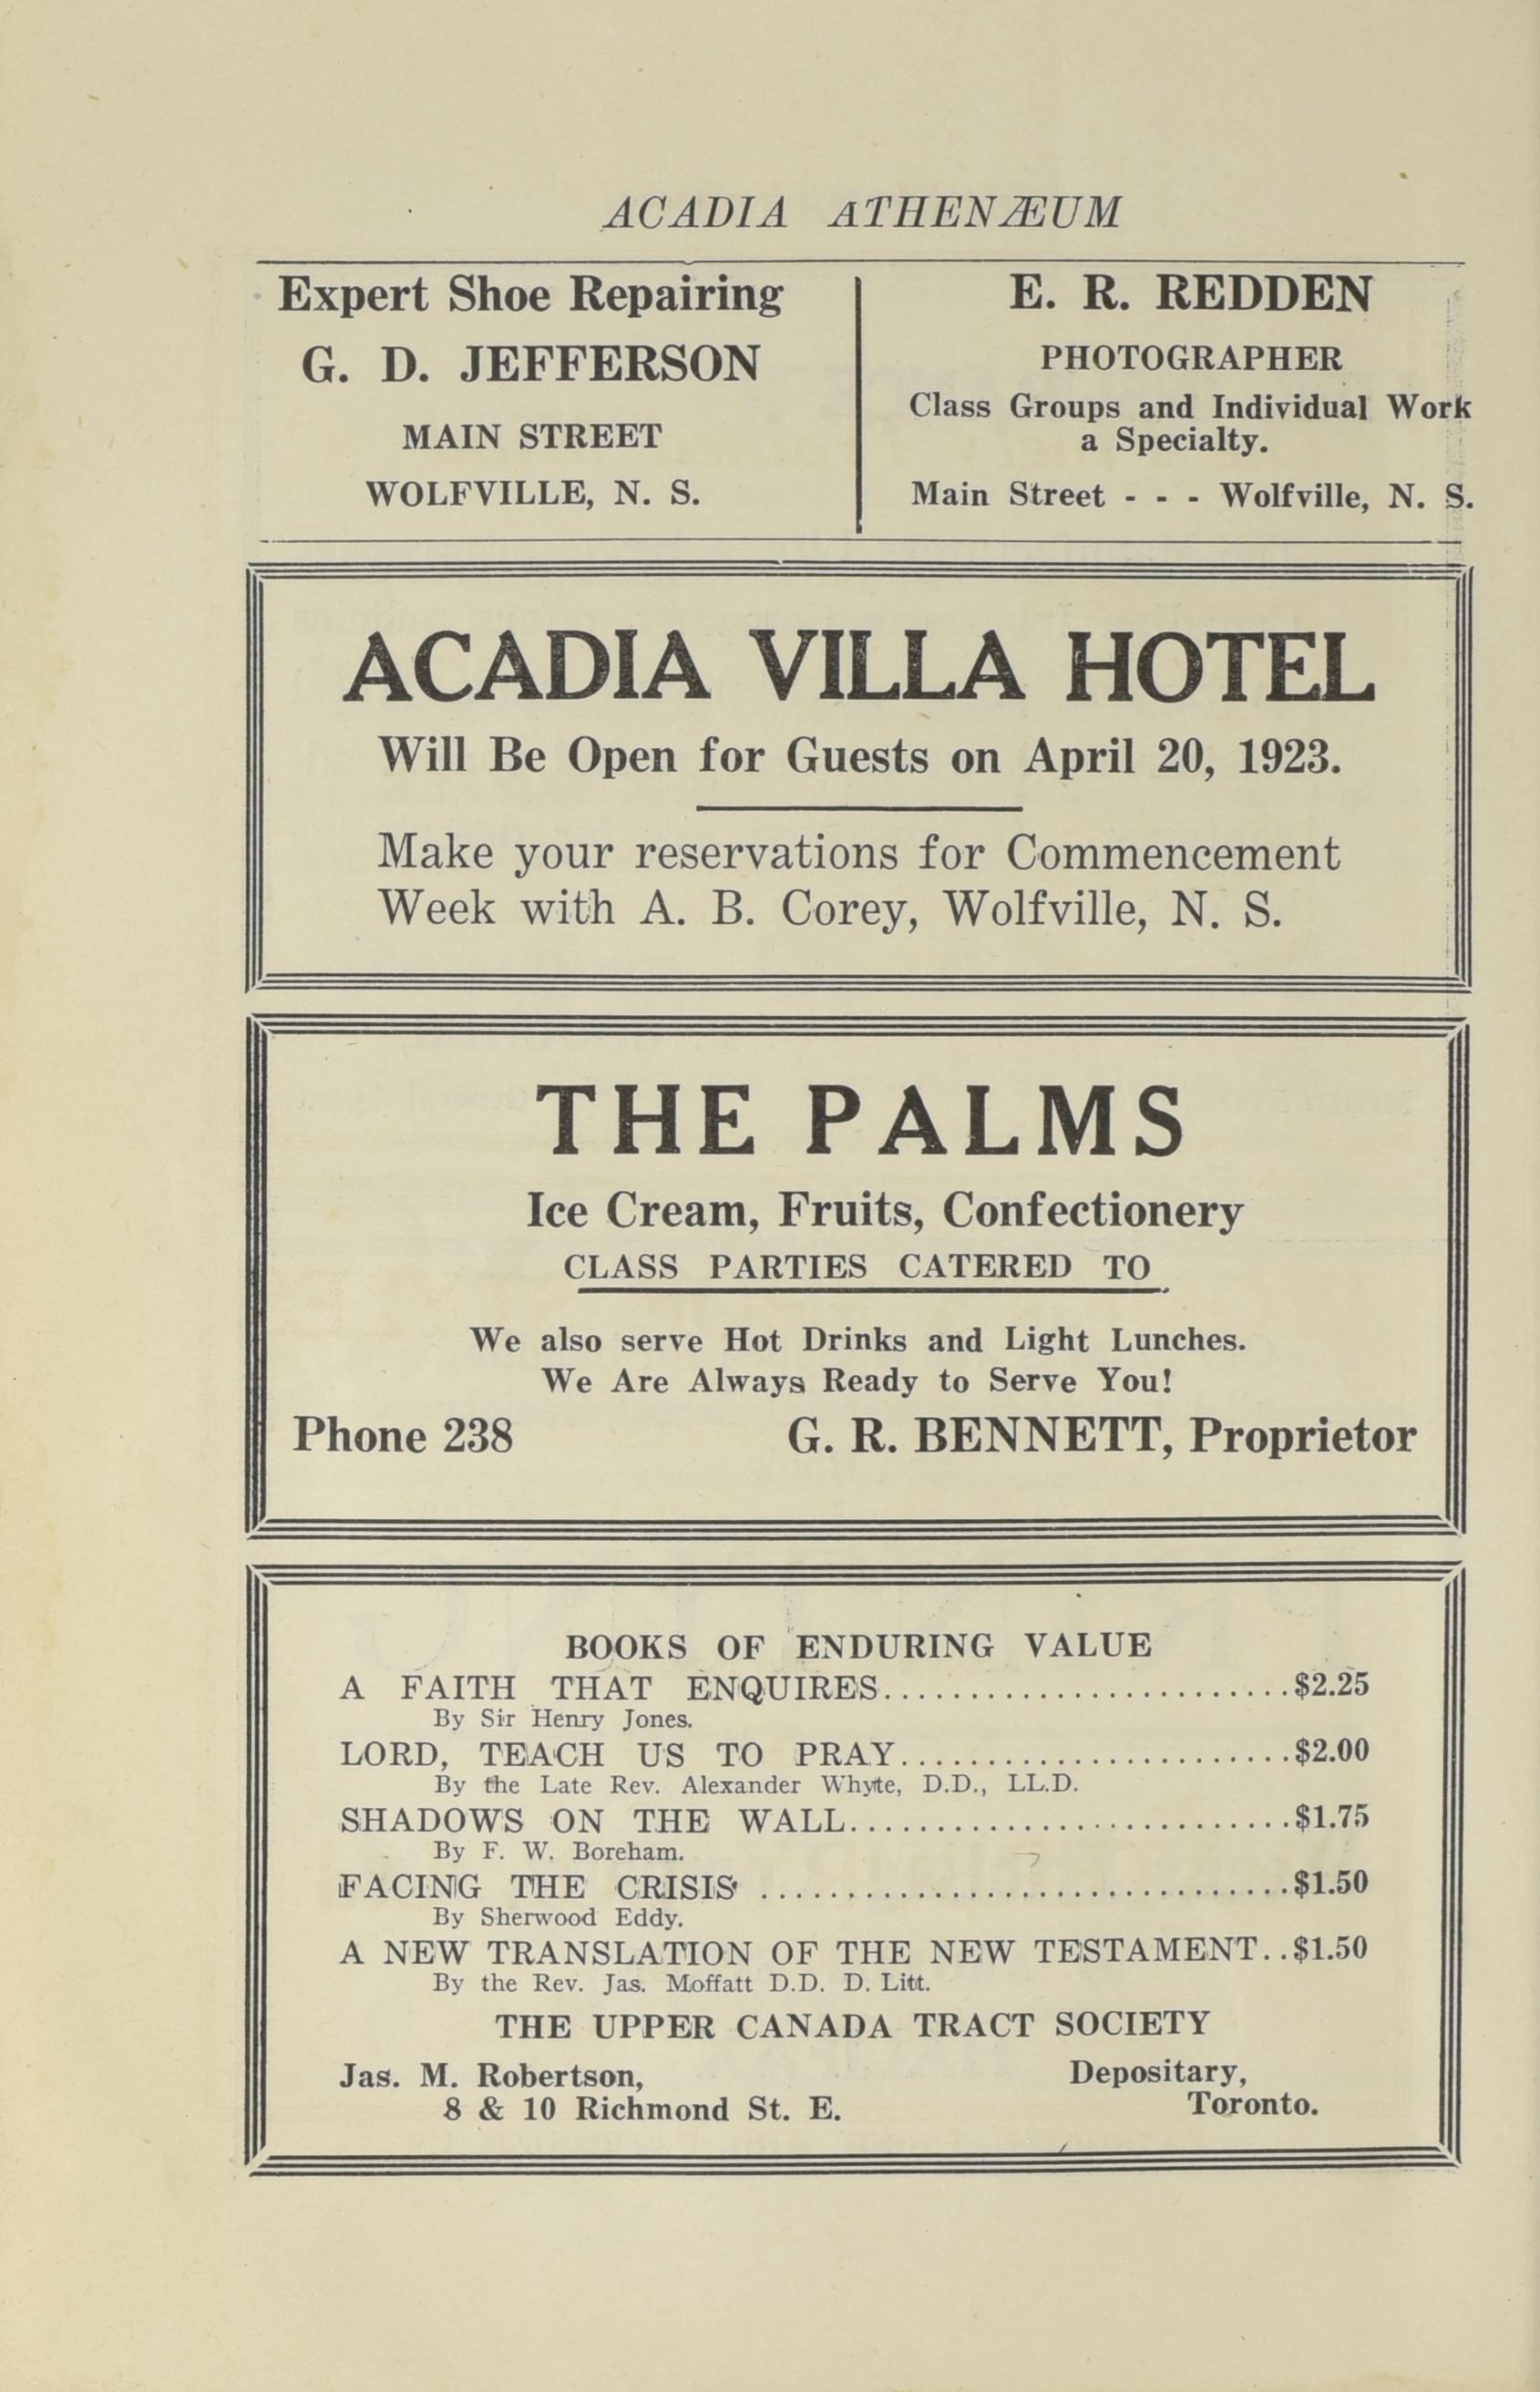 ACADIA ATHENÆUM
Expert Shoe Repairing
G. D. JEFFERSON
MAIN STREET
WOLFVILLE, N. S.
E. R. REDDEN
PHOTOGRAPHER
Class Groups and Individual Work
a Specialty.
Main Street - - - Wolfville, N. S.
ACADIA VILLA HOTEL
Will Be Open for Guests on April 20, 1923.
Make your reservations for Commencement
Week with A. B. Corey, Wolfville, N. S.
THE PALMS
Ice Cream, Fruits, Confectionery
CLASS PARTIES CATERED TO
We also serve Hot Drinks and Light Lunches.
We Are Always Ready to Serve You!
Phone 238 G. R. BENNETT, Proprietor
BOOKS OF ENDURING VALUE
A FAITH THAT ENQUIRES........................$2.25
By Sir Henry Jones.
LORD, TEACH US TO PRAY.......................$2.00
By the Late Rev. Alexander Whyte, D.D., LL.D.
SHADOWS ON THE WALL..........................$1.75
By F. W. Boreham.
FACING THE CRISIS ...............................$1.50
By Sherwood Eddy.
A NEW TRANSLATION OF THE NEW TESTAMENT..$1.50
By the Rev. Jas. Moffatt D.D. D. Litt.
THE UPPER CANADA TRACT SOCIETY
Jas. M. Robertson, Depositary,
8 & 10 Richmond St. E. Toronto.